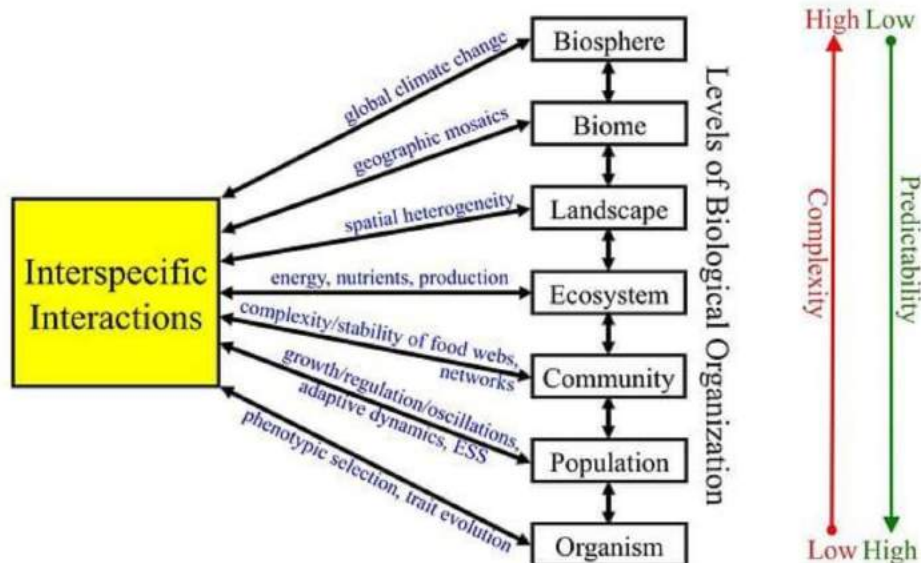 High Low
Biosphere
global climate change
Biome
geographic mosaics
Landscape
spatial heterogeneity
Interspecific
Interactions
energy, nutrients, production
Ecosystem
complexity/stability of food webs,
networks
Community
growth/regulation/oscillations,
adaptive dynamics, ESS
Population
phenotypic selection, trait evolution
Organism
Levels of Biological Organization
Complexity
Predictability
Low High